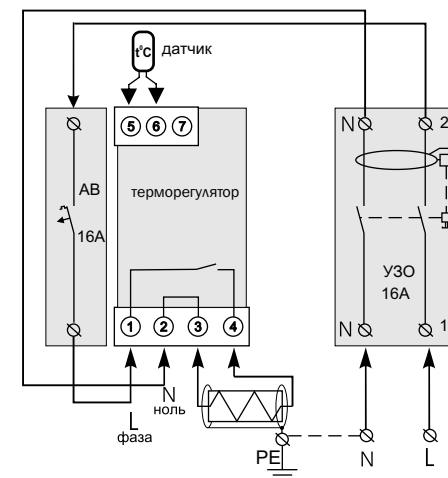 t°C датчик
5 6 7
N 2
АВ
16А
терморегулятор
УЗО
16А
1 2 3 4
N 1
L
фаза
N
ноль
PE
N
L